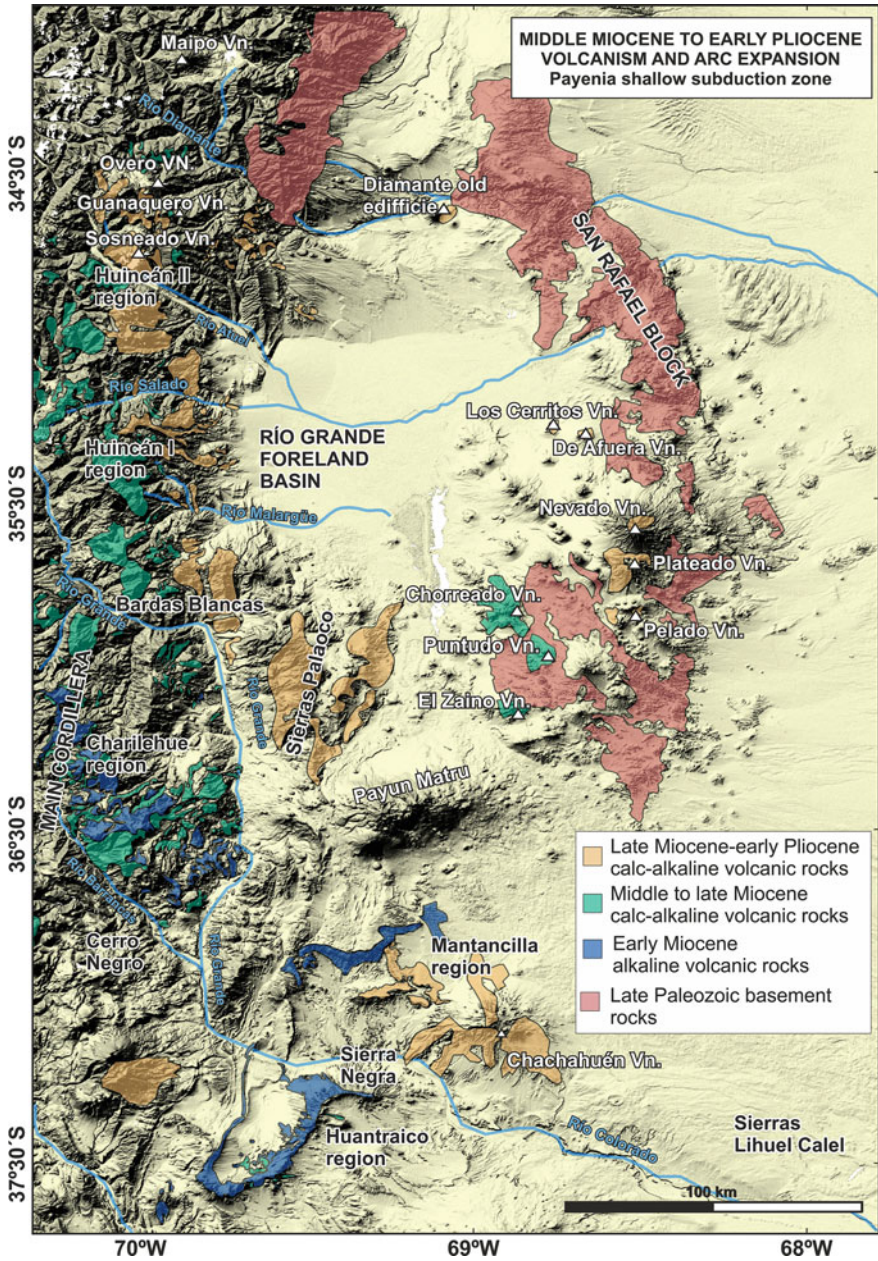 MIDDLE MIOCENE TO EARLY PLIOCENE
VOLCANISM AND ARC EXPANSION
Payenia shallow subduction zone
Maipo Vn.
Río Diamante
Overo VN.
Guanaquero Vn.
Sosneado Vn.
Huincán II
region
Diamante old
edifficie
SAN RAFAEL BLOCK
34°30´S
Río Atuel
Río Salado
Huincán I
region
RÍO GRANDE
FORELAND
BASIN
Los Cerritos Vn.
De Afuera Vn.
35°30´S
Río Malargüe
Nevado Vn.
Plateado Vn.
Pelado Vn.
Río Grande
Bardas Blancas
Chorreado Vn.
Puntudo Vn.
El Zaino Vn.
MAIN CORDILLERA
Río Grande
Sierras Palaoco
Charilehue
region
Payun Matru
36°30´S
Río Barrancas
Cerro
Negro
Río Grande
Mantancilla
region
Late Miocene-early Pliocene
calc-alkaline volcanic rocks
Middle to late Miocene
calc-alkaline volcanic rocks
Early Miocene
alkaline volcanic rocks
Late Paleozoic basement
rocks
Sierra
Negra
Chachahuén Vn.
Huantraico
region
Río Colorado
Sierras
Lihuel Calel
37°30´S
100 km
70ºW
69ºW
68ºW